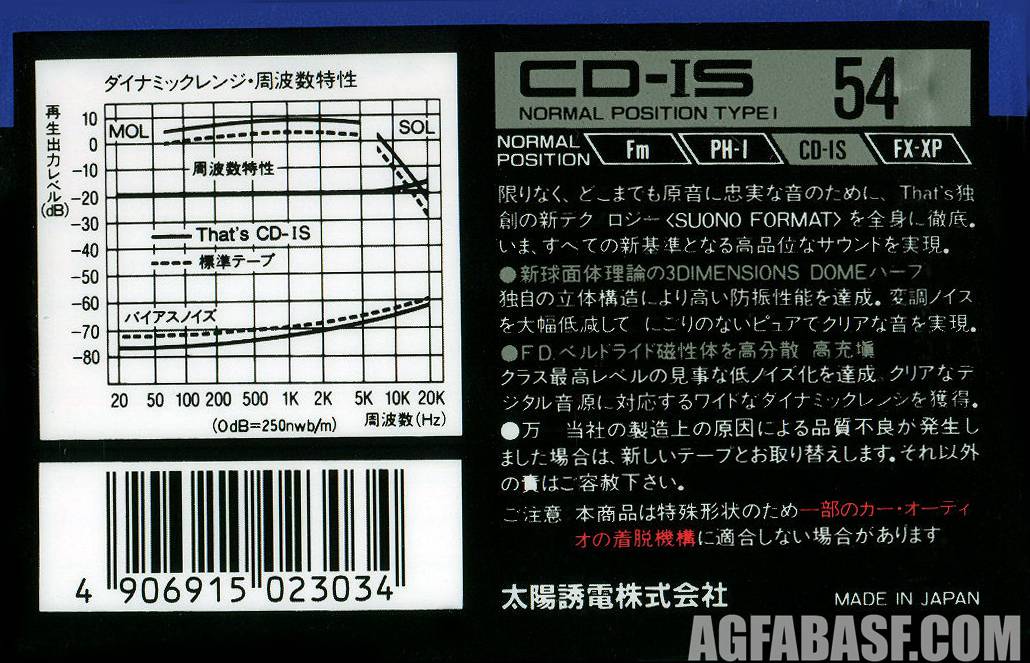 ダイナミックレンジ・周波数特性
再生出力レベル(dB)
10
0
-10
-20
-30
-40
-50
-60
-70
-80
MOL
SOL
周波数特性
That's CD-IS
標準テープ
バイアスノイズ
20 50 100 200 500 1K 2K 5K 10K 20K
(0dB=250nwb/m) 周波数(Hz)
4 906915 023034
CD-IS 54
NORMAL POSITION TYPE I
NORMAL POSITION Fm PH-I CD-IS FX-XP
限りなく、どこまでも原音に忠実な音のために、That's独
創の新テク ロジー〈SUONO FORMAT〉を全身に徹底。
いま、すべての新基準となる高品位なサウンドを実現。
●新球面体理論の3DIMENSIONS DOMEハーフ
独自の立体構造により高い防振性能を達成。変調ノイズ
を大幅低減して にごりのないピュアでクリアな音を実現。
●F.D.ベルドライド磁性体を高分散 高充塡
クラス最高レベルの見事な低ノイズ化を達成 クリアなデ
ジタル音源に対応するワイドなダイナミックレンジを獲得。
●万 当社の製造上の原因による品質不良が発生し
ました場合は、新しいテープとお取り替えします。それ以外
の責はご容赦下さい。
ご注意 本商品は特殊形状のため一部のカー・オーディ
オの着脱機構に適合しない場合があります
太陽誘電株式会社 MADE IN JAPAN
AGFABASF.COM